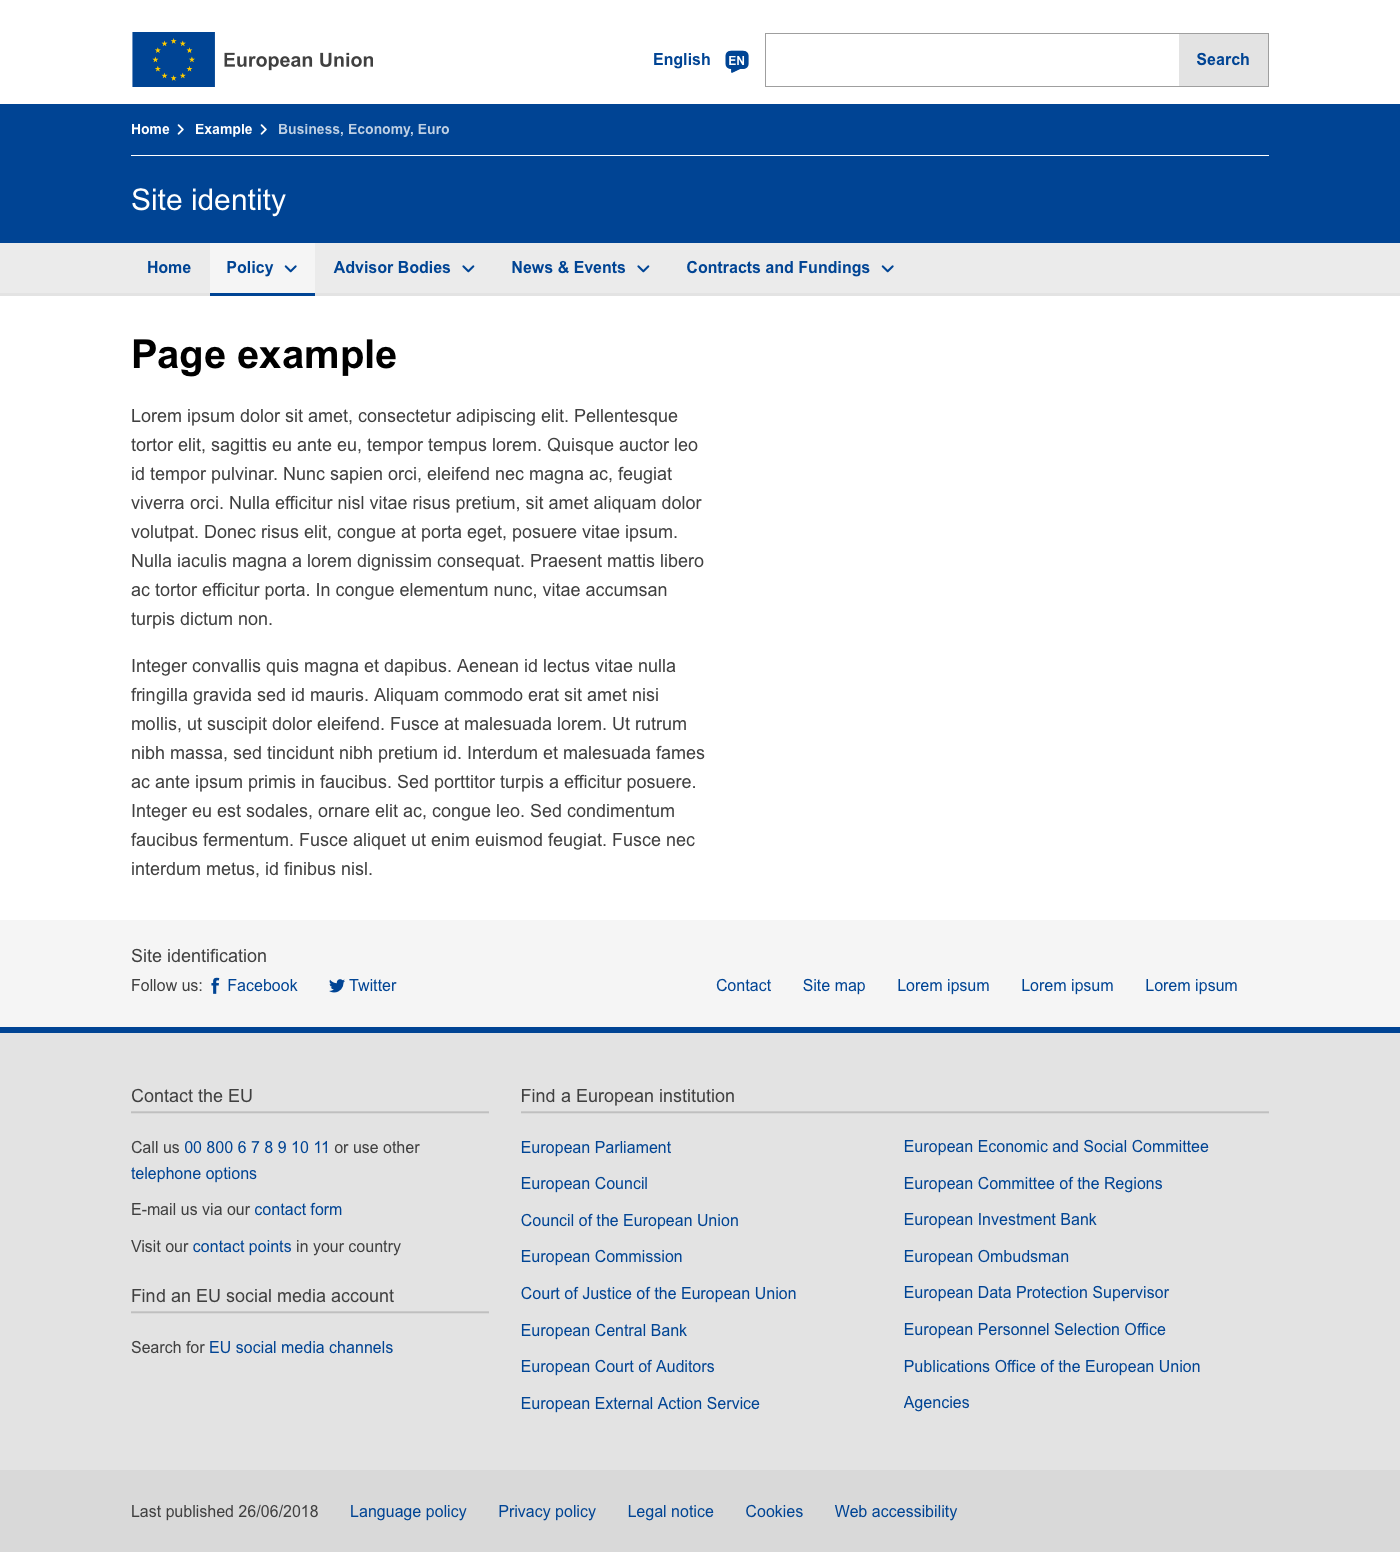 European Union
English EN
Search
Home Example Business, Economy, Euro
Site identity
Home Policy Advisor Bodies News & Events Contracts and Fundings
Page example
Lorem ipsum dolor sit amet, consectetur adipiscing elit. Pellentesque
tortor elit, sagittis eu ante eu, tempor tempus lorem. Quisque auctor leo
id tempor pulvinar. Nunc sapien orci, eleifend nec magna ac, feugiat
viverra orci. Nulla efficitur nisl vitae risus pretium, sit amet aliquam dolor
volutpat. Donec risus elit, congue at porta eget, posuere vitae ipsum.
Nulla iaculis magna a lorem dignissim consequat. Praesent mattis libero
ac tortor efficitur porta. In congue elementum nunc, vitae accumsan
turpis dictum non.
Integer convallis quis magna et dapibus. Aenean id lectus vitae nulla
fringilla gravida sed id mauris. Aliquam commodo erat sit amet nisi
mollis, ut suscipit dolor eleifend. Fusce at malesuada lorem. Ut rutrum
nibh massa, sed tincidunt nibh pretium id. Interdum et malesuada fames
ac ante ipsum primis in faucibus. Sed porttitor turpis a efficitur posuere.
Integer eu est sodales, ornare elit ac, congue leo. Sed condimentum
faucibus fermentum. Fusce aliquet ut enim euismod feugiat. Fusce nec
interdum metus, id finibus nisl.
Site identification
Follow us: Facebook Twitter
Contact Site map Lorem ipsum Lorem ipsum Lorem ipsum
Contact the EU
Call us 00 800 6 7 8 9 10 11 or use other
telephone options
E-mail us via our contact form
Visit our contact points in your country
Find an EU social media account
Search for EU social media channels
Find a European institution
European Parliament
European Council
Council of the European Union
European Commission
Court of Justice of the European Union
European Central Bank
European Court of Auditors
European External Action Service
European Economic and Social Committee
European Committee of the Regions
European Investment Bank
European Ombudsman
European Data Protection Supervisor
European Personnel Selection Office
Publications Office of the European Union
Agencies
Last published 26/06/2018 Language policy Privacy policy Legal notice Cookies Web accessibility